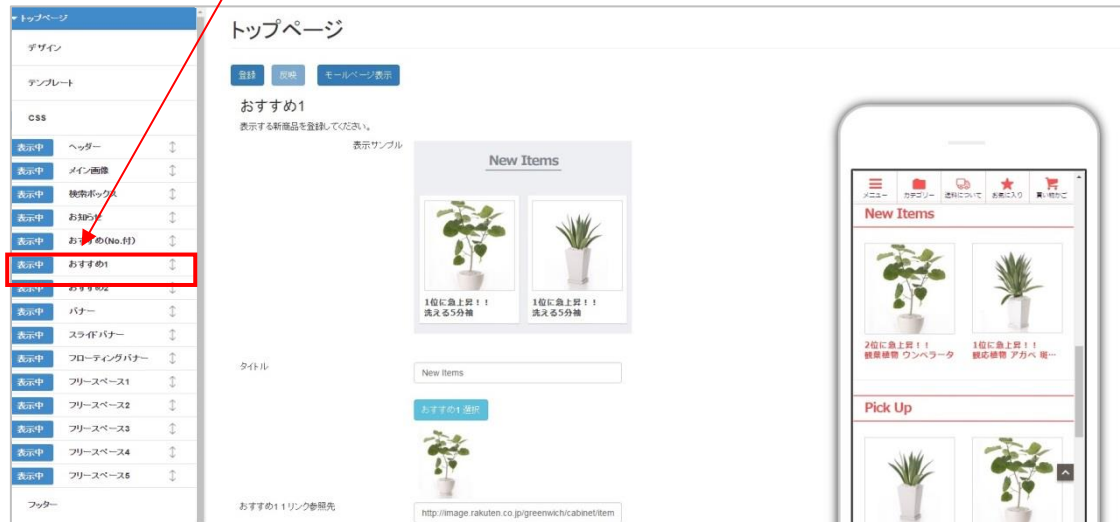 トップページ
デザイン
テンプレート
CSS
表示中 ヘッダー
表示中 メイン画像
表示中 検索ボックス
表示中 お知らせ
表示中 おすすめ(No.付)
表示中 おすすめ1
表示中 おすすめ2
表示中 バナー
表示中 スライドバナー
表示中 フローティングバナー
表示中 フリースペース1
表示中 フリースペース2
表示中 フリースペース3
表示中 フリースペース4
表示中 フリースペース5
フッター
トップページ
登録 反映 モールページ表示
おすすめ1
表示する新商品を登録してください。
表示サンプル
New Items
1位に急上昇!! 1位に急上昇!!
洗える5分袖 洗える5分袖
タイトル
New Items
おすすめ1 選択
おすすめ1 1リンク参照先
http://image.rakuten.co.jp/greenwich/cabinet/item
メニュー カテゴリー 送料について お気に入り 買い物かご
New Items
2位に急上昇!! 1位に急上昇!!
観葉植物 ウンベラータ 観応植物 アガベ 斑…
Pick Up